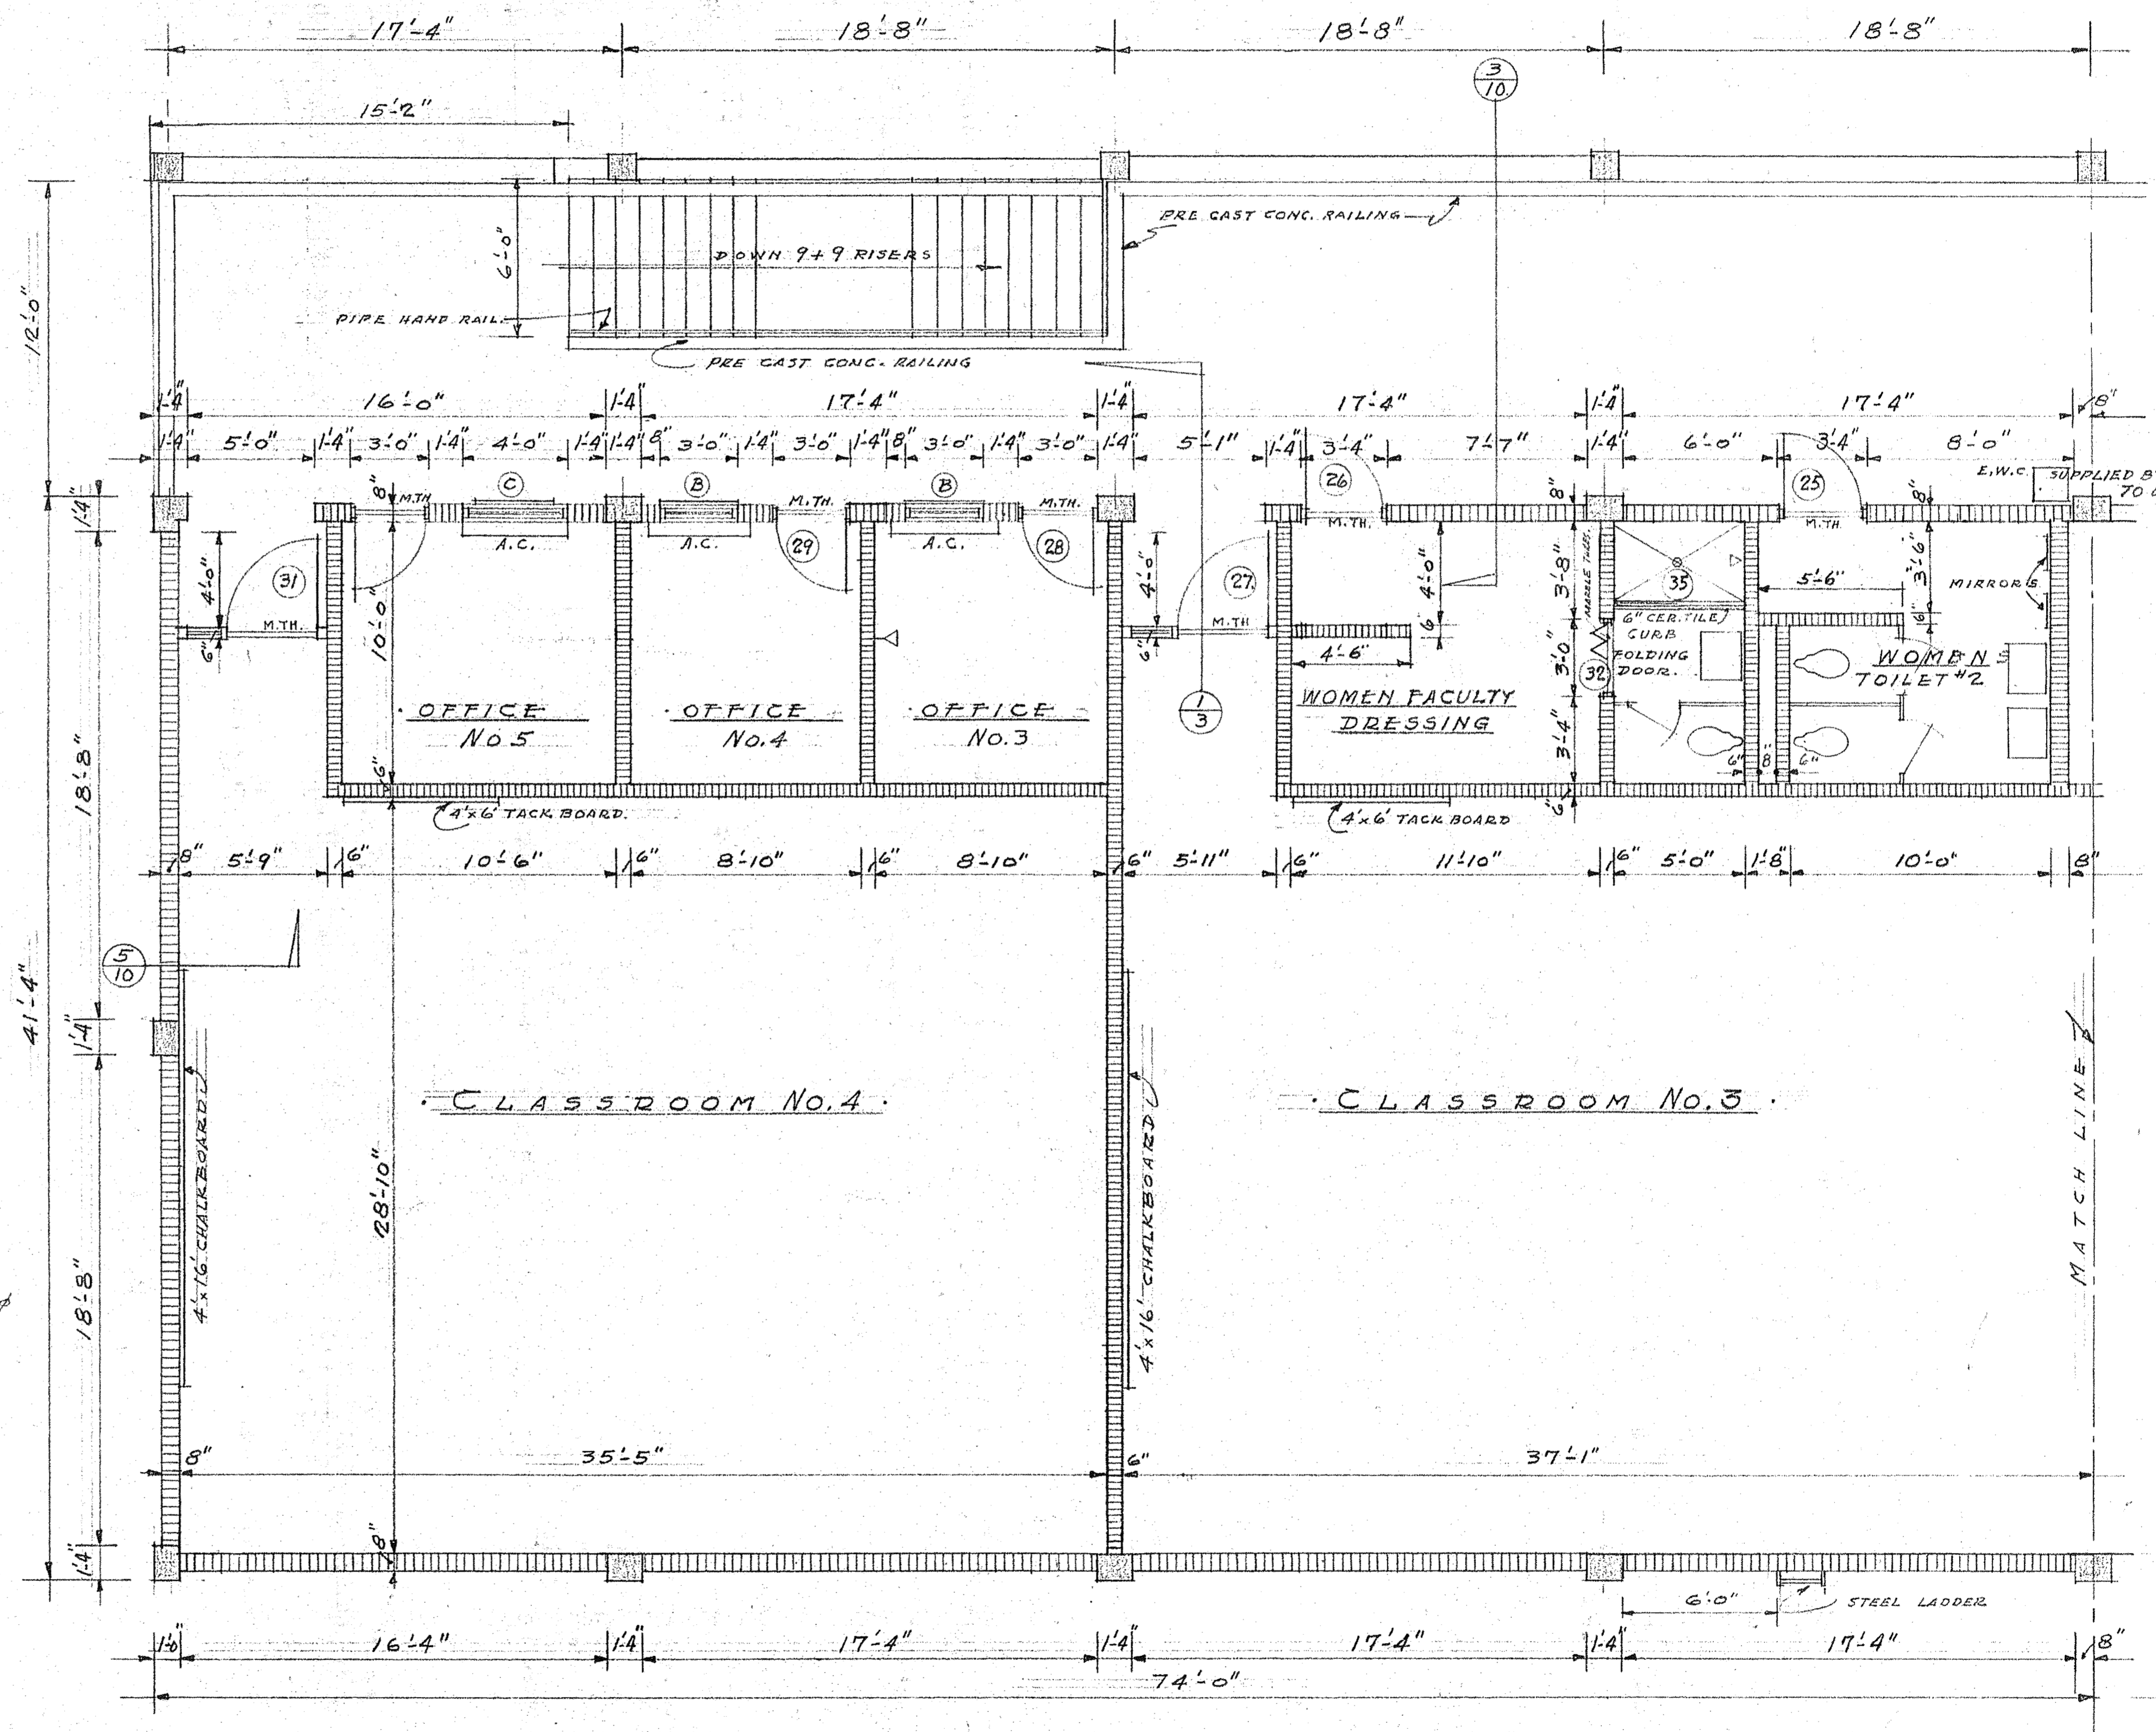 17'-4" 18'-8" 18'-8" 18'-8"
3
10
15'-2"
PRE CAST CONC. RAILING
DOWN 9+9 RISERS
6'-0"
12'-0"
PIPE HAND RAIL
PRE CAST CONC. RAILING
1'-4" 16'-0" 1'-4" 17'-4" 1'-4" 17'-4" 1'-4" 17'-4" 8"
1'-4" 5'-0" 1'-4" 3'-0" 1'-4" 4'-0" 1'-4" 1'-4" 8" 3'-0" 1'-4" 3'-0" 1'-4" 8" 3'-0" 1'-4" 3'-0" 1'-4" 5'-1" 1'-4" 3'-4" 7'-7" 1'-4" 6'-0" 3'-4" 8'-0"
E.W.C. SUPPLIED
TO
1'-4" 8" M.TH. C B M.TH. B M.TH. 26 8" 25 8"
M.TH. M.TH.
A.C. A.C. 29 A.C. 28
31 4'-0" 10'-0" 4'-0" 27 4'-0" 3'-8" 35 5'-6" 3'-6" MIRRORS
M.TH. M.TH.
6" 6" 6" 6"
6" CER. TILE
CURB
FOLDING
DOOR.
4'-6" 3'-0" 32
WOMENS
TOILET #2
1
3
WOMEN FACULTY
DRESSING
OFFICE
No 5
OFFICE
No. 4
OFFICE
No. 3
3'-4"
6" 6" 8" 6"
6"
4'x6' TACK BOARD.
4'x6' TACK BOARD
18'-8"
8" 5'-9" 6" 10'-6" 6" 8'-10" 6" 8'-10" 6" 5'-11" 6" 11'-10" 6" 5'-0" 1'-8" 10'-0" 8"
5
10
41'-4"
1'-4"
4'x16' CHALKBOARD
CLASSROOM No. 4
28'-10"
4'x16' CHALKBOARD
CLASSROOM No. 3
MATCH LINE
18'-8"
8" 35'-5" 6" 37'-1"
8"
1'-4"
6'-0" STEEL LADDER
1'-0" 16'-4" 1'-4" 17'-4" 1'-4" 17'-4" 1'-4" 17'-4" 8"
74'-0"